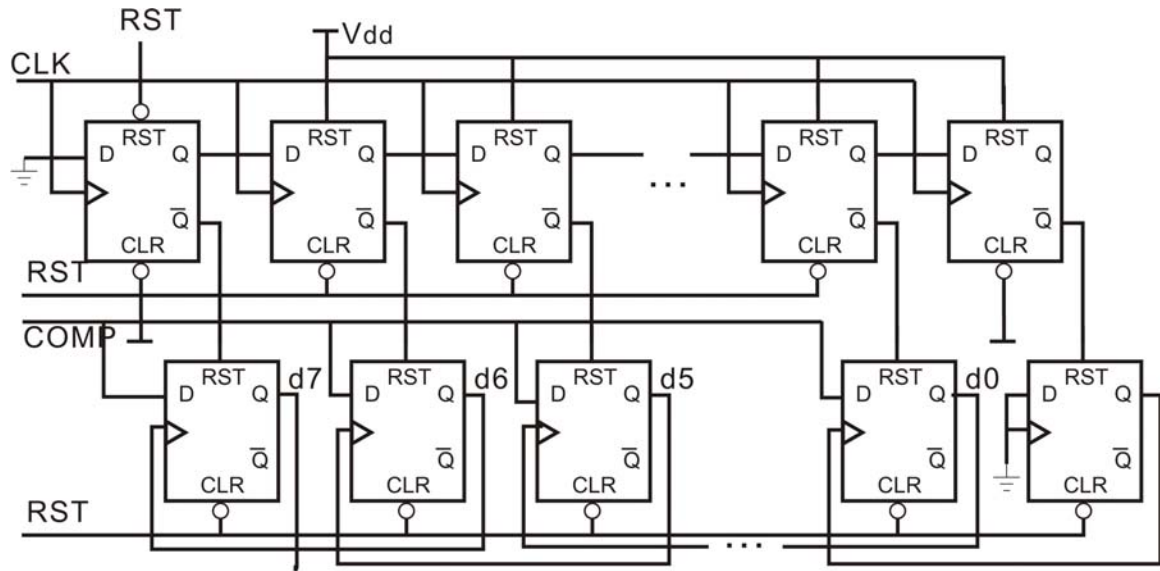 RST
Vdd
CLK
RST RST RST RST RST
D Q D Q D Q ... D Q D
Q̅ Q̅ Q̅ Q̅ Q̅
CLR CLR CLR CLR CLR
RST
COMP
RST d7 RST d6 RST d5 RST d0 RST
D Q D Q D Q D Q D Q
Q̅ Q̅ Q̅ Q̅ Q̅
CLR CLR CLR CLR CLR
RST
...